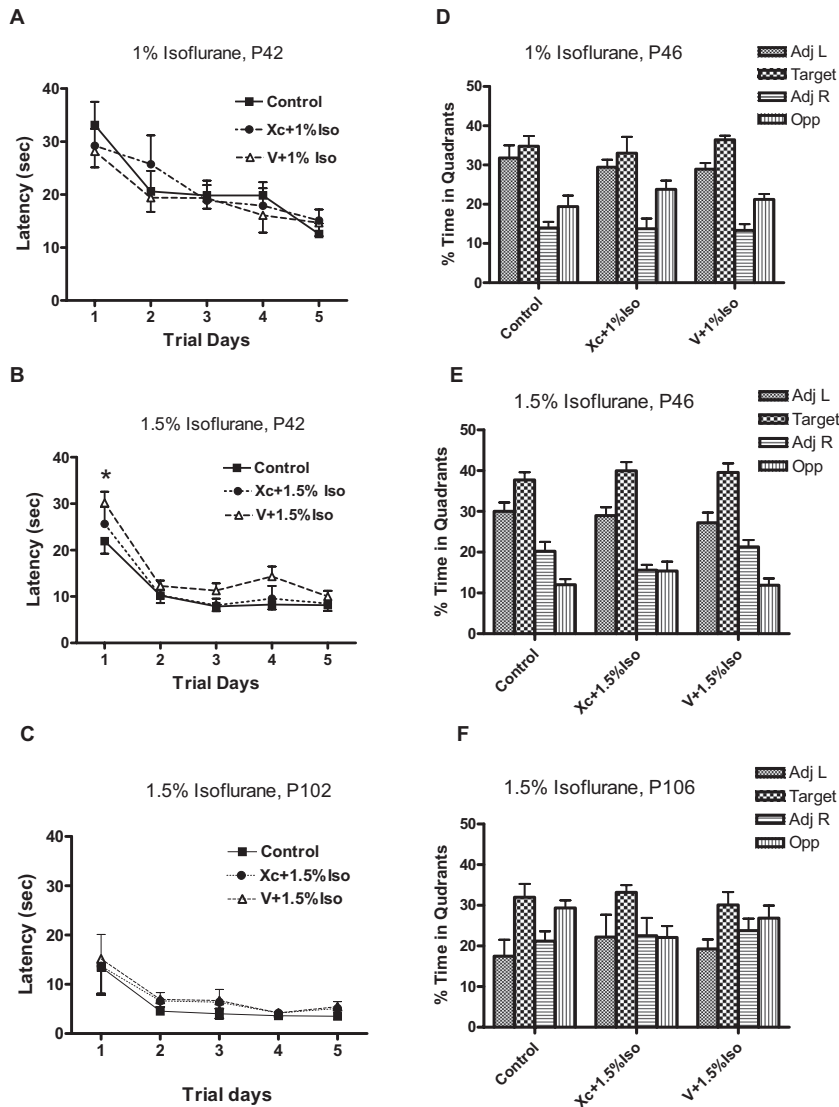 A
1% Isoflurane, P42
Latency (sec)
40
30
20
10
0
Control
Xc+1%Iso
V+1% Iso
1 2 3 4 5
Trial Days
D
1% Isoflurane, P46
% Time in Quadrants
50
40
30
20
10
0
Adj L
Target
Adj R
Opp
Control
Xc+1%Iso
V+1%Iso
B
1.5% Isoflurane, P42
Latency (sec)
40
30
20
10
0
*
Control
Xc+1.5% Iso
V+1.5%Iso
1 2 3 4 5
Trial Days
E
1.5% Isoflurane, P46
% Time in Quadrants
50
40
30
20
10
0
Adj L
Target
Adj R
Opp
Control
Xc+1.5%Iso
V+1.5%Iso
C
1.5% Isoflurane, P102
Latency (sec)
40
30
20
10
0
Control
Xc+1.5%Iso
V+1.5%Iso
1 2 3 4 5
Trial days
F
1.5% Isoflurane, P106
% Time in Qudrants
50
40
30
20
10
0
Adj L
Target
Adj R
Opp
Control
Xc+1.5%Iso
V+1.5%Iso